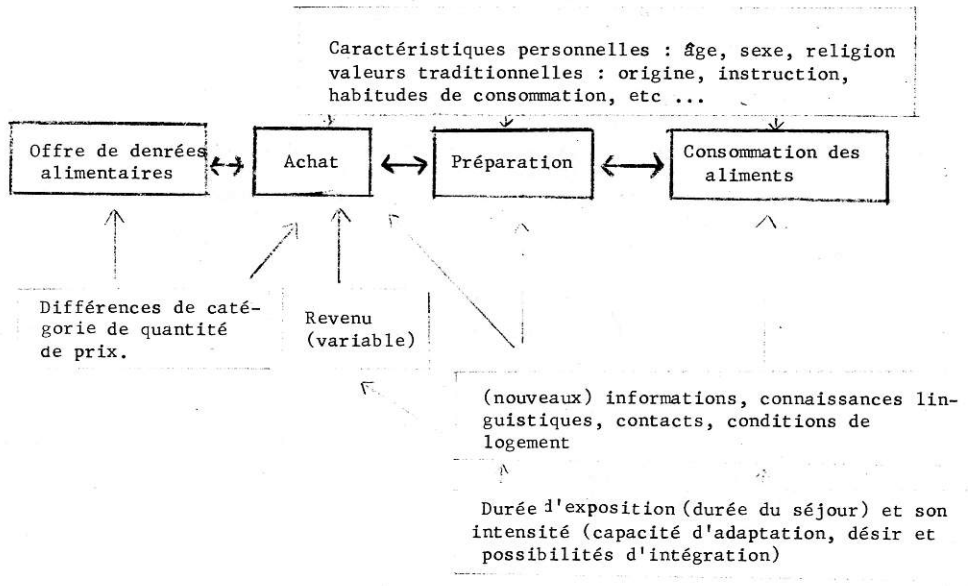 Caractéristiques personnelles : âge, sexe, religion
valeurs traditionnelles : origine, instruction,
habitudes de consommation, etc ...
Offre de denrées
alimentaires
Achat
Préparation
Consommation des
aliments
Différences de caté-
gorie de quantité
de prix.
Revenu
(variable)
(nouveaux) informations, connaissances lin-
guistiques, contacts, conditions de
logement
Durée d'exposition (durée du séjour) et son
intensité (capacité d'adaptation, désir et
possibilités d'intégration)